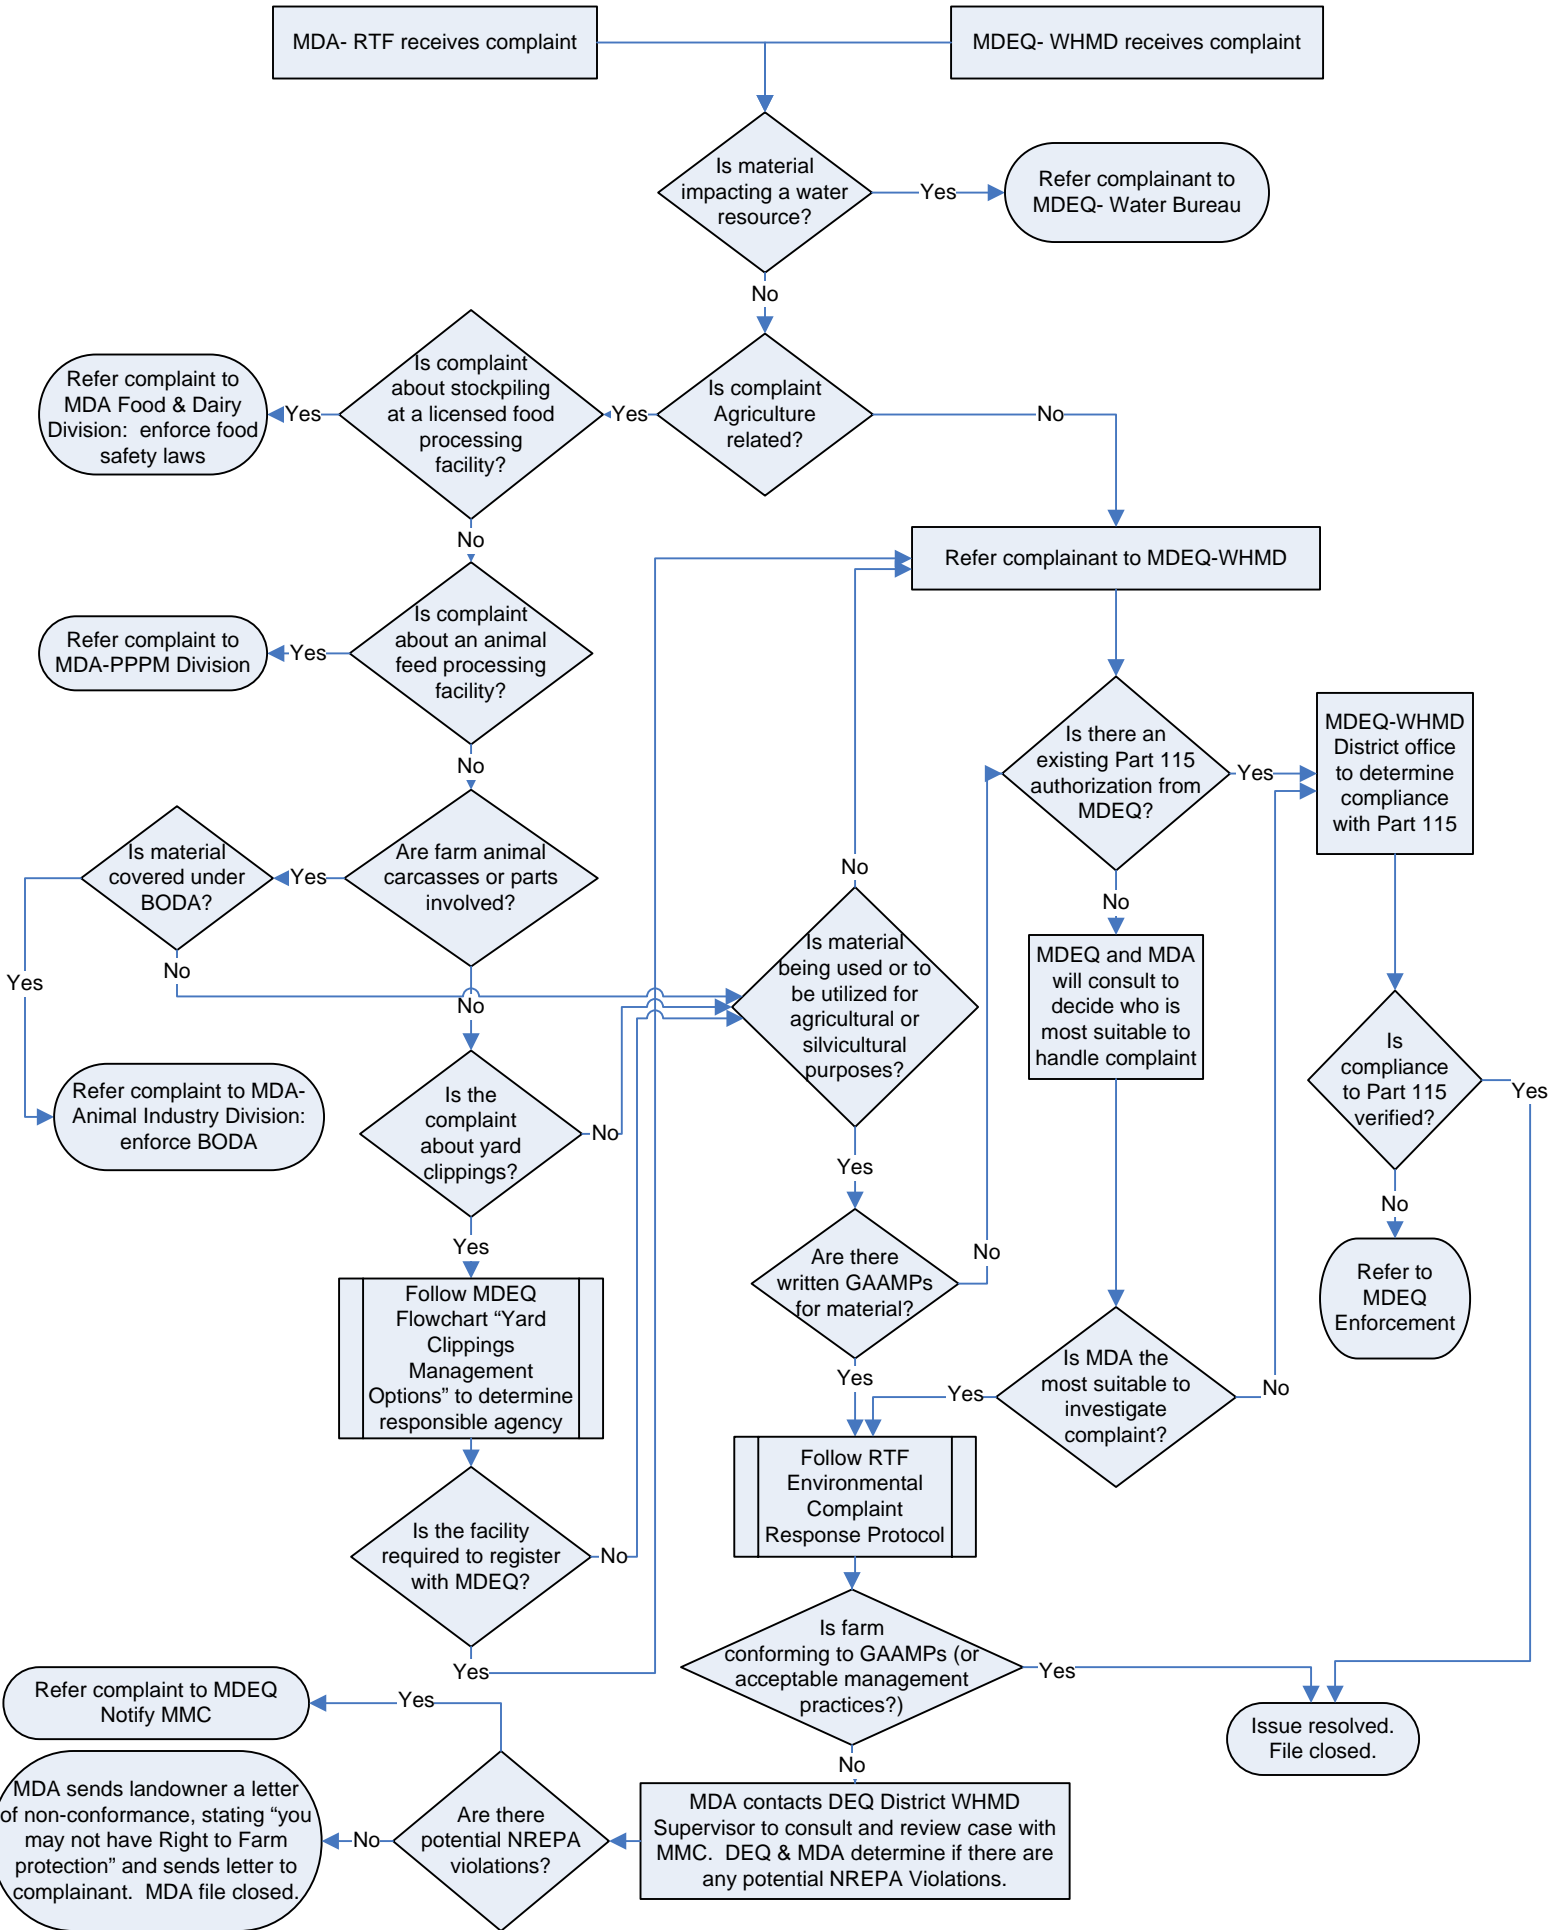 MDA- RTF receives complaint
MDEQ- WHMD receives complaint
Is material
impacting a water
resource?
Yes
Refer complainant to
MDEQ- Water Bureau
No
Is complaint
Agriculture
related?
Yes
No
Is complaint
about stockpiling
at a licensed food
processing
facility?
Yes
Refer complaint to
MDA Food & Dairy
Division:  enforce food
safety laws
No
Refer complainant to MDEQ-WHMD
Is complaint
about an animal
feed processing
facility?
Yes
Refer complaint to
MDA-PPPM Division
No
Is there an
existing Part 115
authorization from
MDEQ?
Yes
MDEQ-WHMD
District office
to determine
compliance
with Part 115
No
Are farm animal
carcasses or parts
involved?
Yes
Is material
covered under
BODA?
Yes
No
No
Refer complaint to MDA-
Animal Industry Division:
enforce BODA
No
Is material
being used or to
be utilized for
agricultural or
silvicultural
purposes?
Yes
MDEQ and MDA
will consult to
decide who is
most suitable to
handle complaint
Is
compliance
to Part 115
verified?
Yes
No
Refer to
MDEQ
Enforcement
Is the
complaint
about yard
clippings?
No
Yes
Are there
written GAAMPs
for material?
No
Yes
Follow MDEQ
Flowchart “Yard
Clippings
Management
Options” to determine
responsible agency
Is MDA the
most suitable to
investigate
complaint?
Yes
No
Follow RTF
Environmental
Complaint
Response Protocol
Is the facility
required to register
with MDEQ?
No
Yes
Is farm
conforming to GAAMPs (or
acceptable management
practices?)
Yes
No
Issue resolved.
File closed.
Refer complaint to MDEQ
Notify MMC
Yes
MDA sends landowner a letter
of non-conformance, stating “you
may not have Right to Farm
protection” and sends letter to
complainant.  MDA file closed.
No
Are there
potential NREPA
violations?
MDA contacts DEQ District WHMD
Supervisor to consult and review case with
MMC.  DEQ & MDA determine if there are
any potential NREPA Violations.